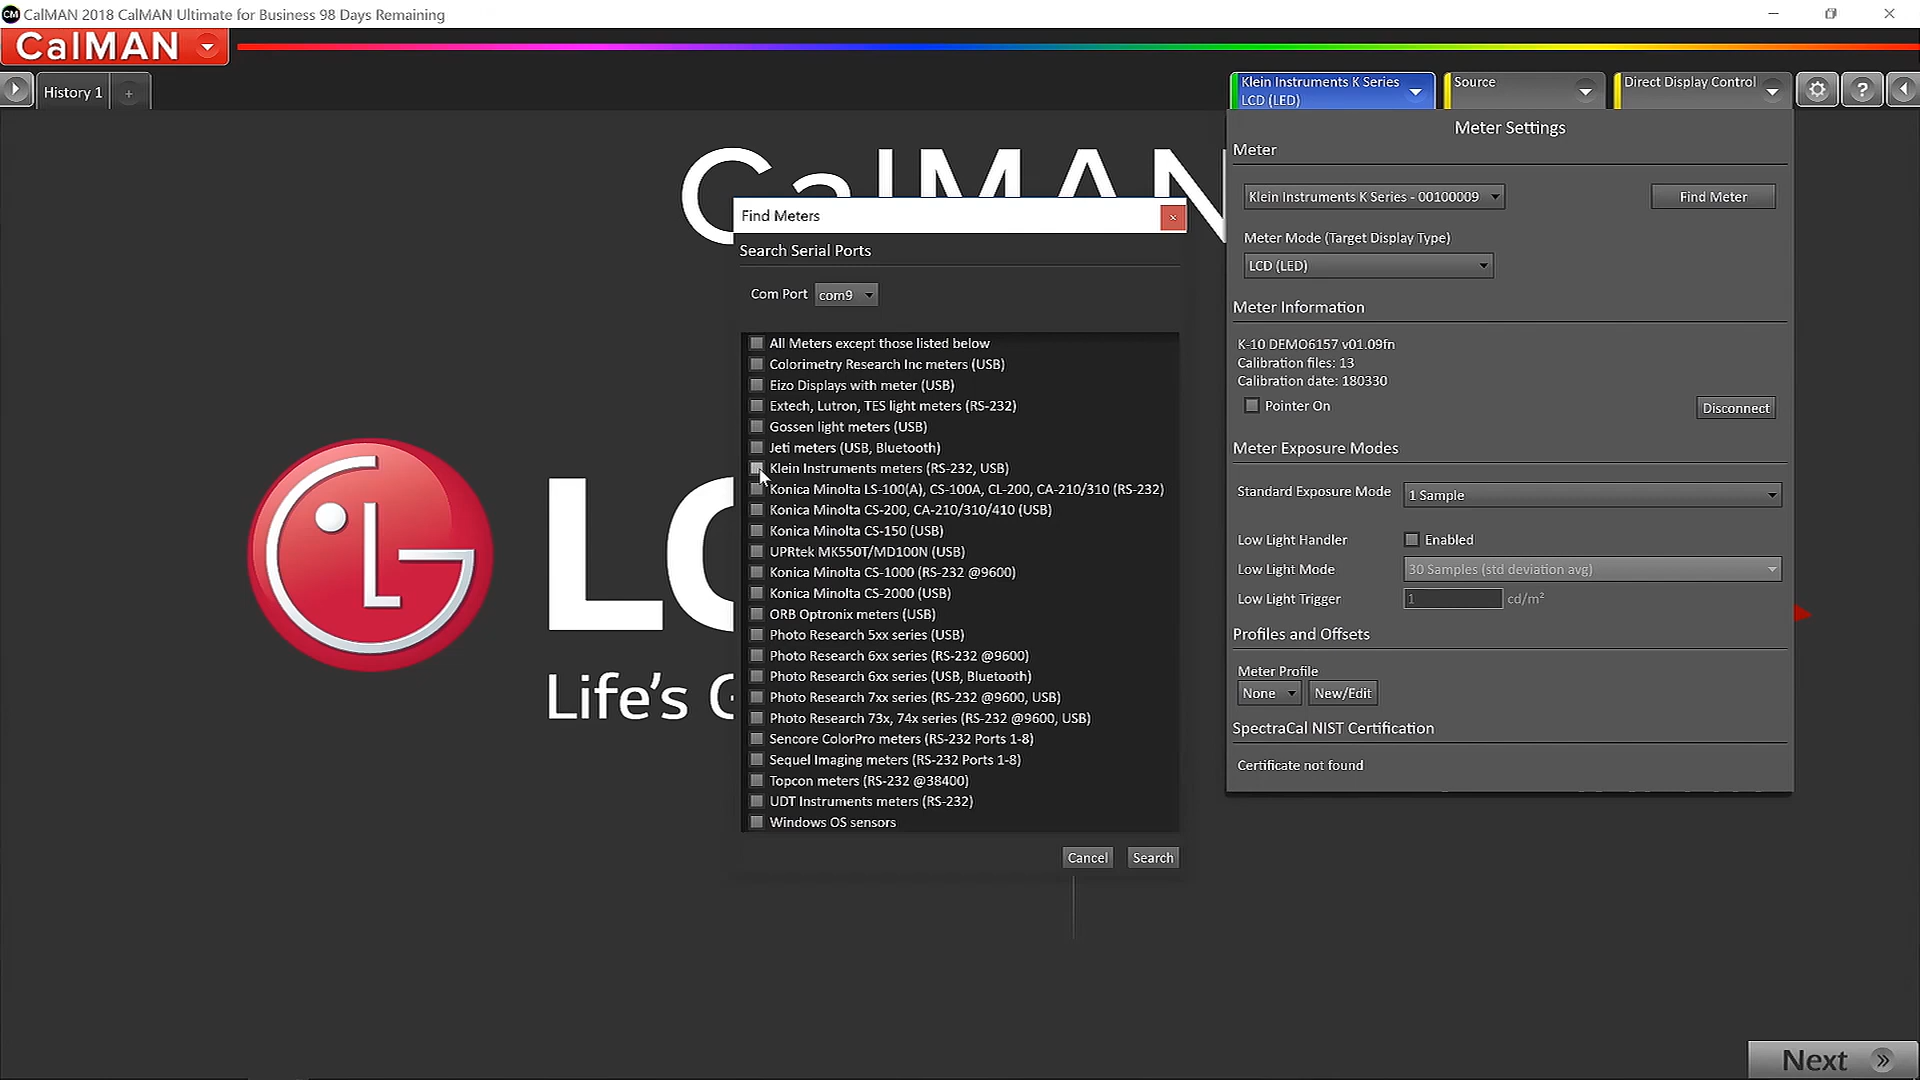 CalMAN 2018 CalMAN Ultimate for Business 98 Days Remaining
CalMAN
History 1
+
Klein Instruments K Series
LCD (LED)
Source
Direct Display Control
?
CalMAN
LG
Life's G
Find Meters
Search Serial Ports
Com Port
com9
All Meters except those listed below
Colorimetry Research Inc meters (USB)
Eizo Displays with meter (USB)
Extech, Lutron, TES light meters (RS-232)
Gossen light meters (USB)
Jeti meters (USB, Bluetooth)
Klein Instruments meters (RS-232, USB)
Konica Minolta LS-100(A), CS-100A, CL-200, CA-210/310 (RS-232)
Konica Minolta CS-200, CA-210/310/410 (USB)
Konica Minolta CS-150 (USB)
UPRtek MK550T/MD100N (USB)
Konica Minolta CS-1000 (RS-232 @9600)
Konica Minolta CS-2000 (USB)
ORB Optronix meters (USB)
Photo Research 5xx series (USB)
Photo Research 6xx series (RS-232 @9600)
Photo Research 6xx series (USB, Bluetooth)
Photo Research 7xx series (RS-232 @9600, USB)
Photo Research 73x, 74x series (RS-232 @9600, USB)
Sencore ColorPro meters (RS-232 Ports 1-8)
Sequel Imaging meters (RS-232 Ports 1-8)
Topcon meters (RS-232 @38400)
UDT Instruments meters (RS-232)
Windows OS sensors
Cancel
Search
Meter Settings
Meter
Klein Instruments K Series - 00100009
Find Meter
Meter Mode (Target Display Type)
LCD (LED)
Meter Information
K-10 DEMO6157 v01.09fn
Calibration files: 13
Calibration date: 180330
Pointer On
Disconnect
Meter Exposure Modes
Standard Exposure Mode
1 Sample
Low Light Handler
Enabled
Low Light Mode
30 Samples (std deviation avg)
Low Light Trigger
1
cd/m²
Profiles and Offsets
Meter Profile
None
New/Edit
SpectraCal NIST Certification
Certificate not found
Next